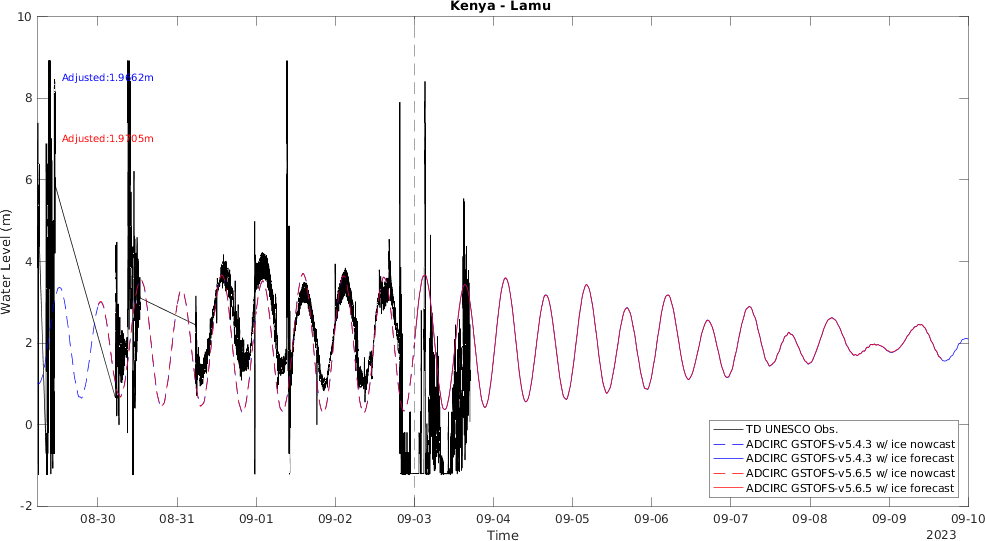 Kenya - Lamu
10
8
6
4
2
0
-2
Water Level (m)
Adjusted:1.9662m
Adjusted:1.9705m
TD UNESCO Obs.
ADCIRC GSTOFS-v5.4.3 w/ ice nowcast
ADCIRC GSTOFS-v5.4.3 w/ ice forecast
ADCIRC GSTOFS-v5.6.5 w/ ice nowcast
ADCIRC GSTOFS-v5.6.5 w/ ice forecast
08-30 08-31 09-01 09-02 09-03 09-04 09-05 09-06 09-07 09-08 09-09 09-10
Time
2023